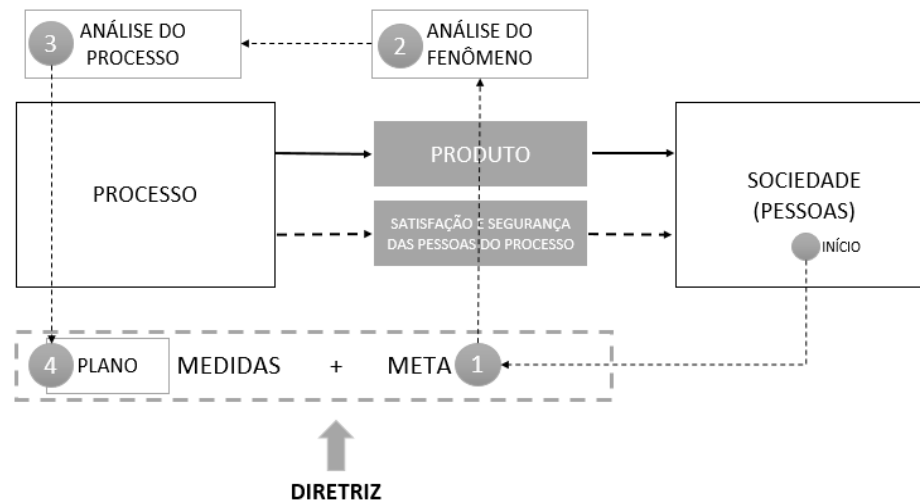 3
ANÁLISE DO
PROCESSO
2
ANÁLISE DO
FENÔMENO
PROCESSO
PRODUTO
SATISFAÇÃO E SEGURANÇA
DAS PESSOAS DO PROCESSO
SOCIEDADE
(PESSOAS)
INÍCIO
4 PLANO MEDIDAS + META 1
DIRETRIZ